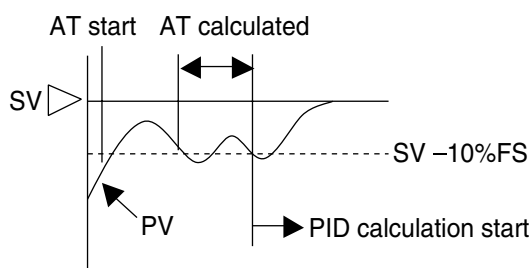 AT start
AT calculated
SV
SV –10%FS
PV
PID calculation start